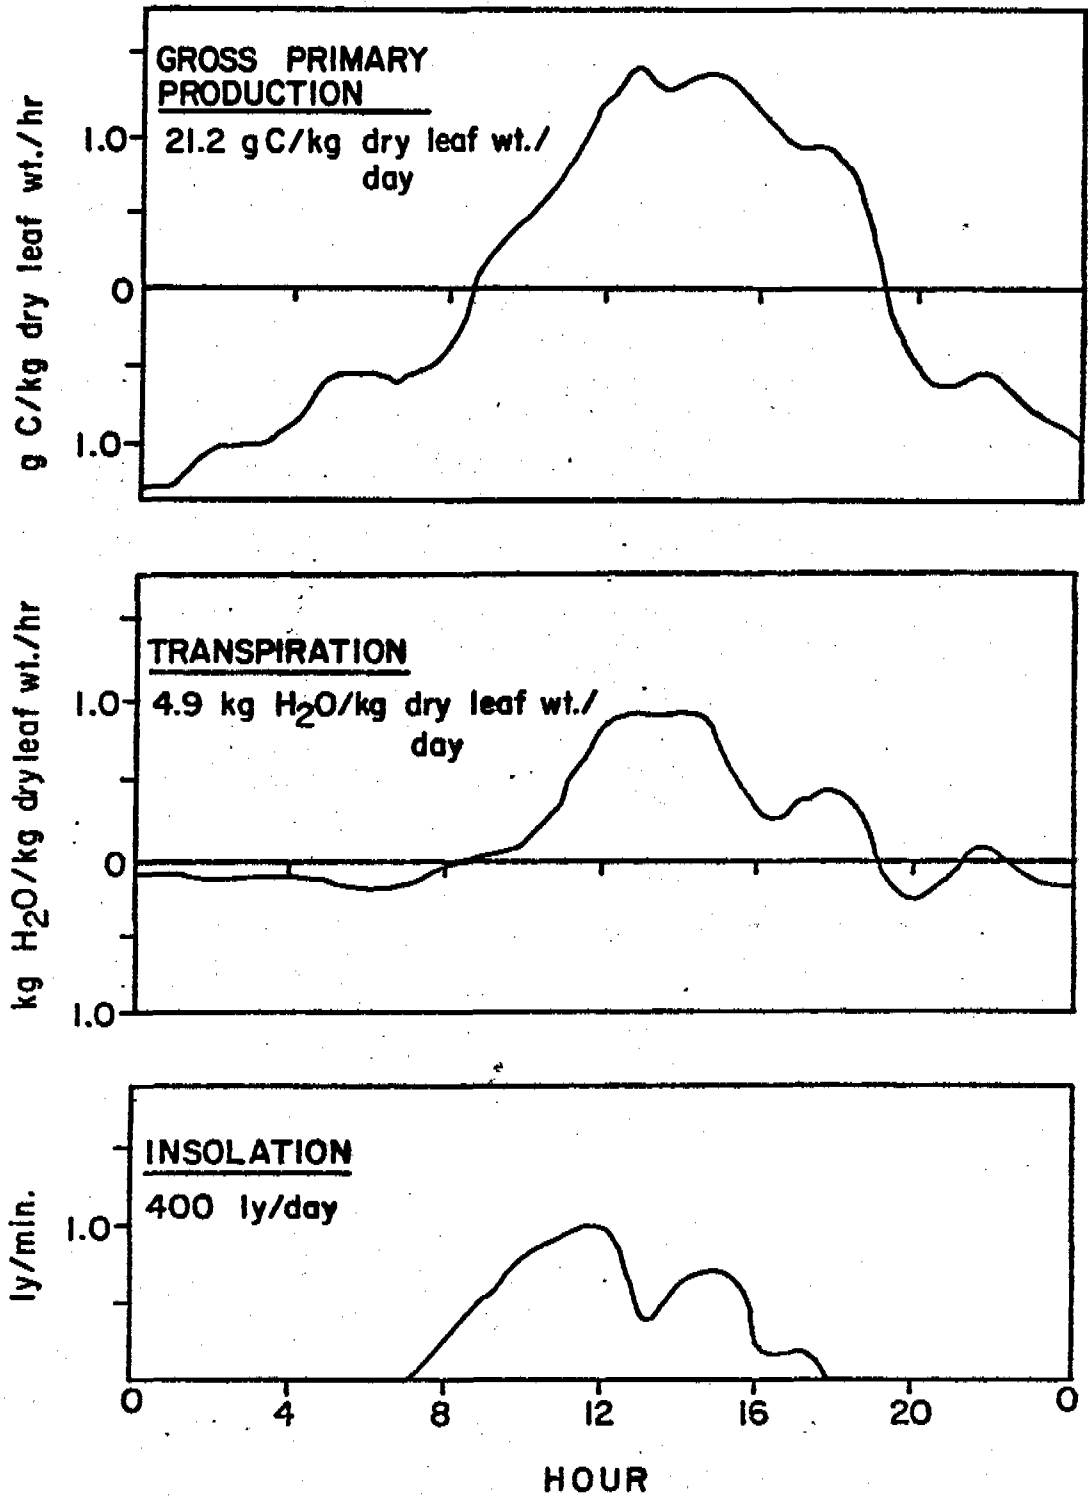 GROSS PRIMARY
PRODUCTION
21.2 gC/kg dry leaf wt./
day
g C/kg dry leaf wt./hr
1.0
0
1.0
TRANSPIRATION
4.9 kg H2O/kg dry leaf wt./
day
kg H2O/kg dryleaf wt./hr
1.0
0
1.0
INSOLATION
400 ly/day
ly/min.
1.0
0 4 8 12 16 20 0
HOUR